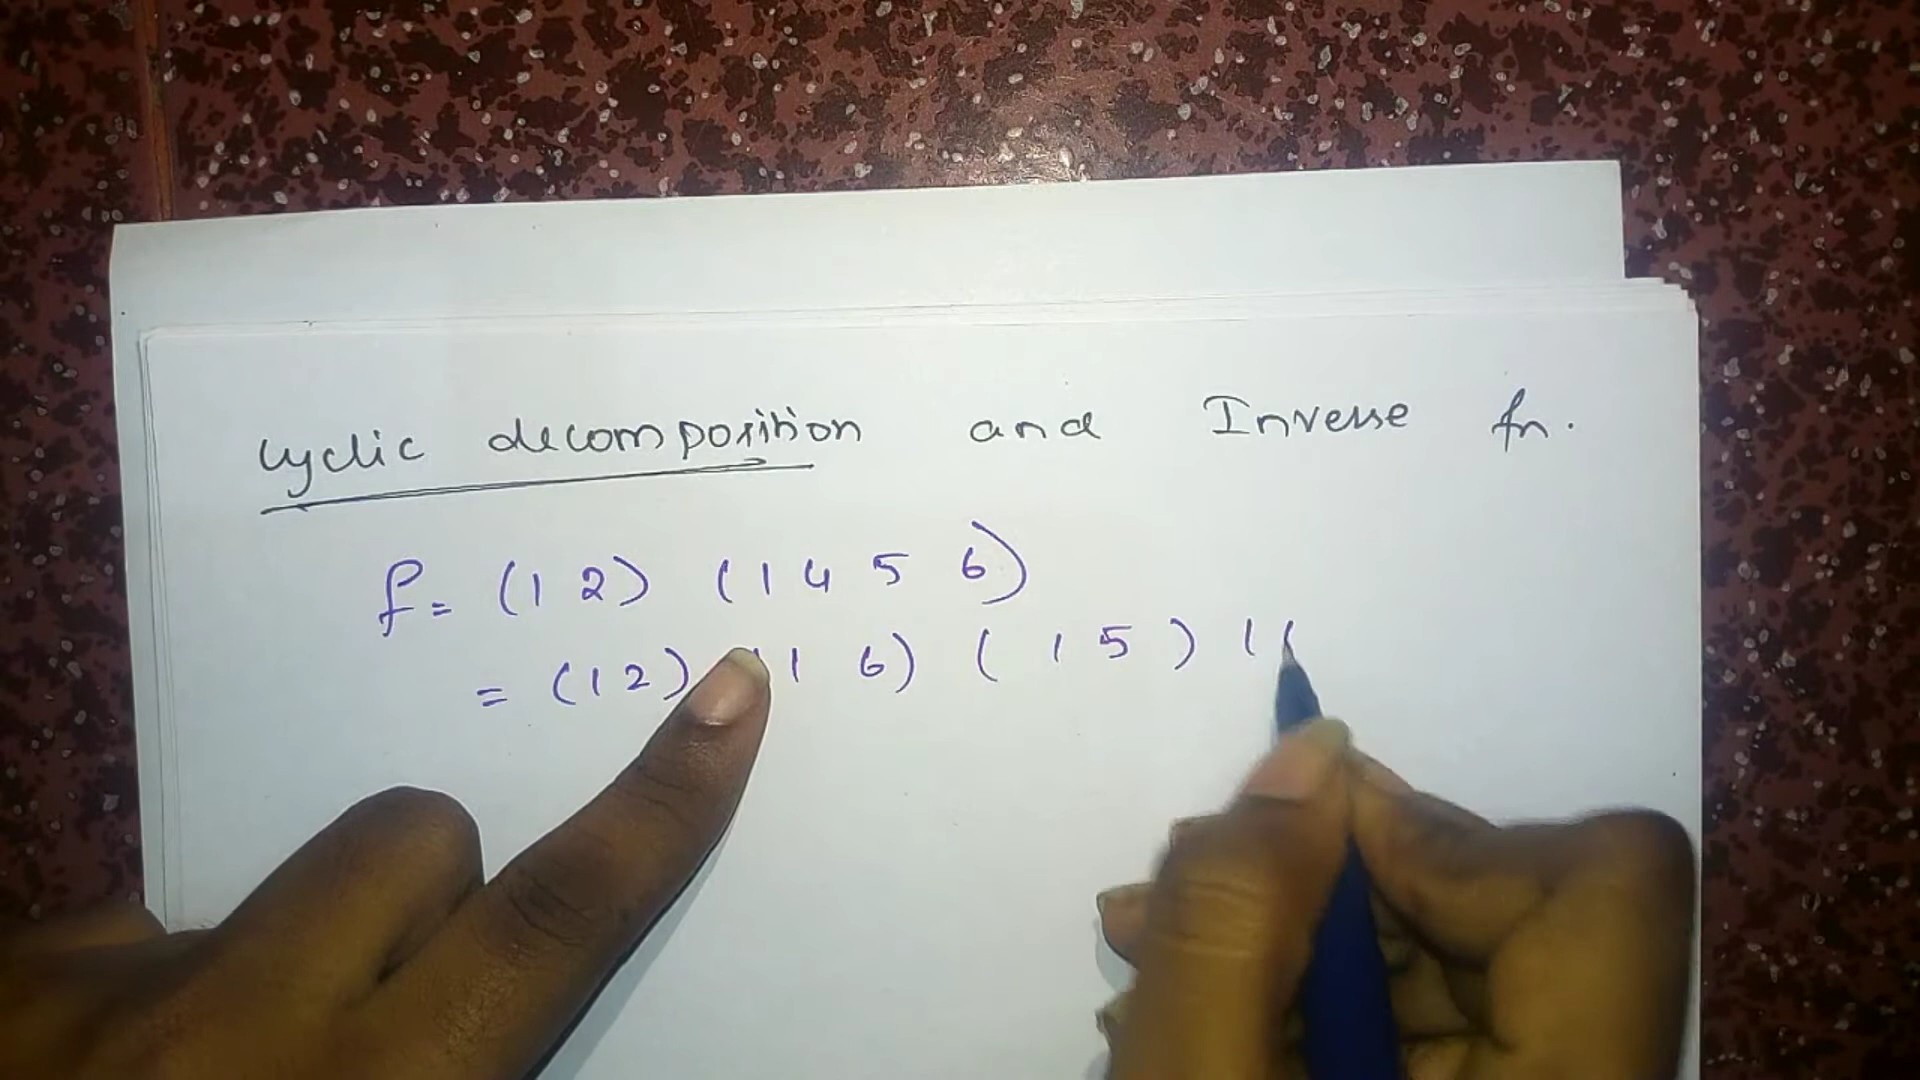 Cyclic decomposition and Inverse fn.
f = (1 2) (1 4 5 6)
= (1 2) (1 6) ( 1 5 ) (